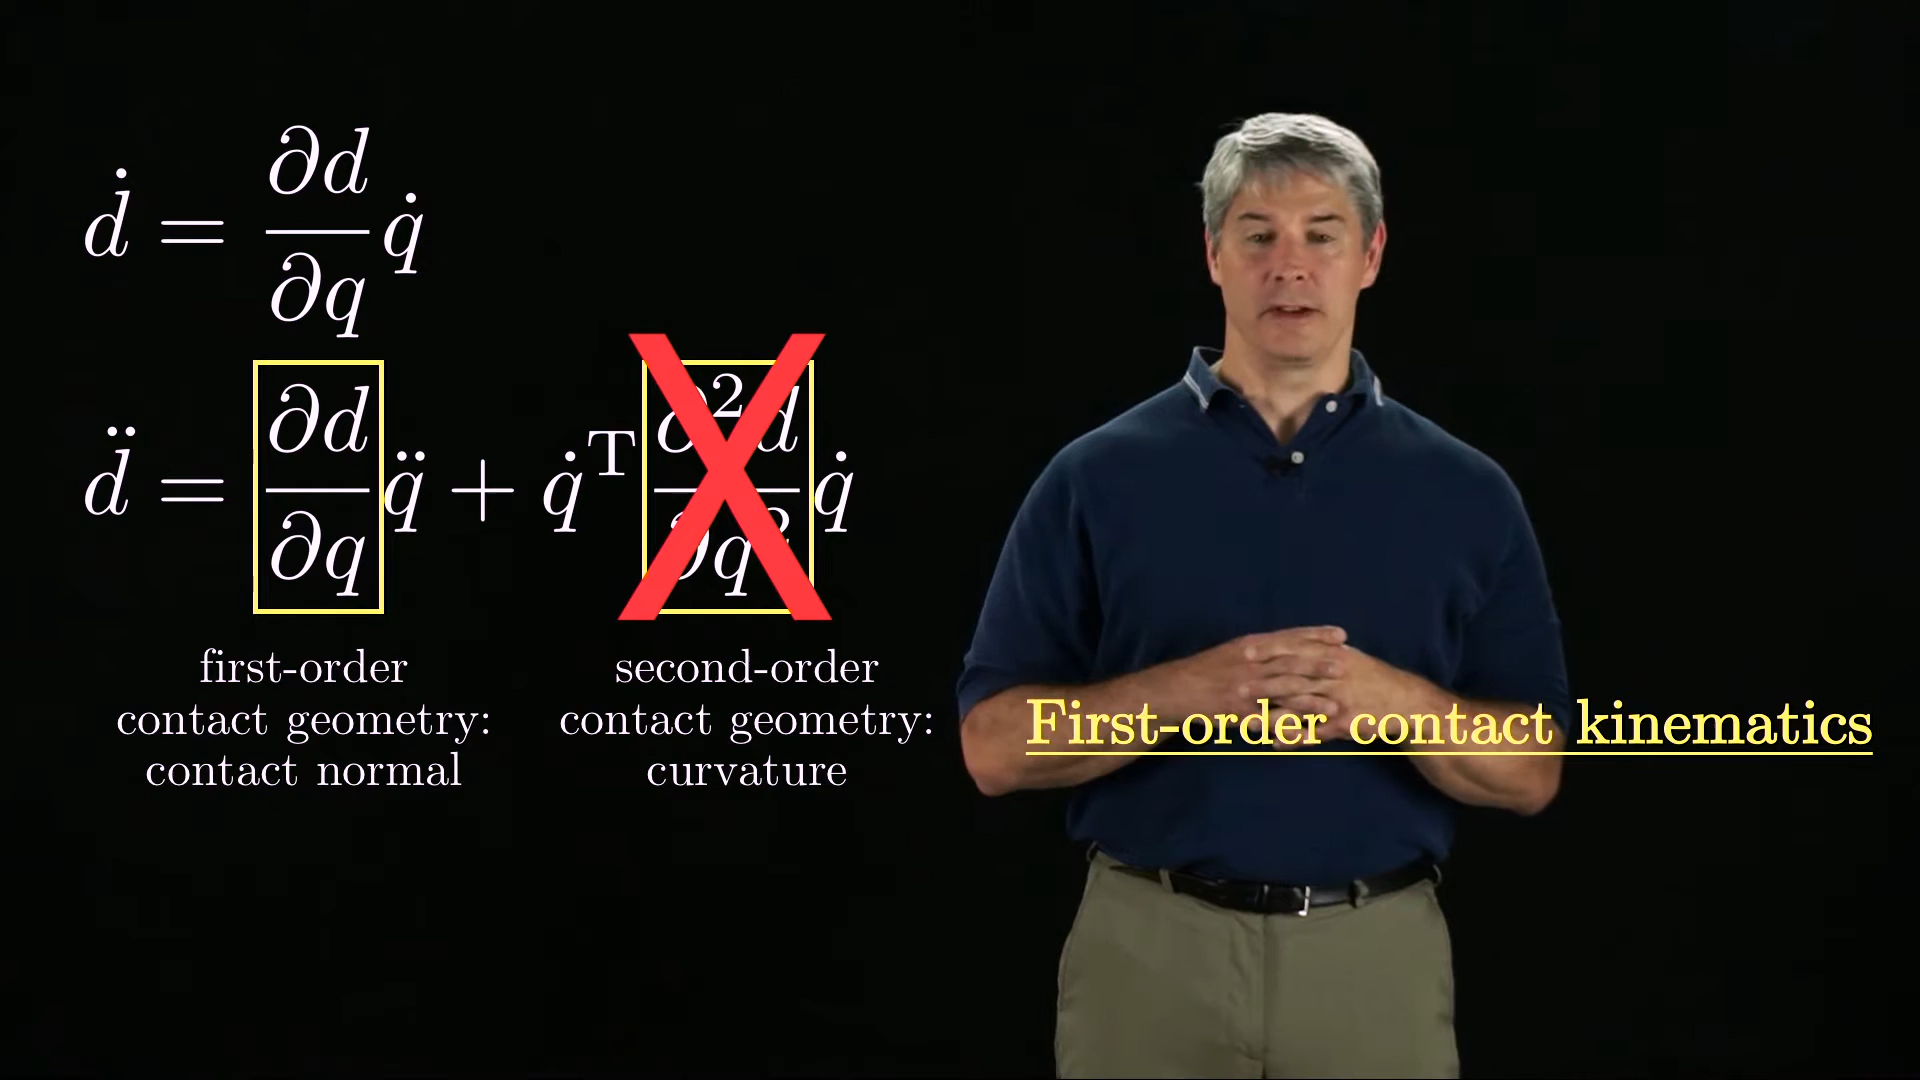 ḋ = ∂d/∂q q̇
d̈ = ∂d/∂q q̈ + q̇ᵀ ∂²d/∂q² q̇
first-order
contact geometry:
contact normal
second-order
contact geometry:
curvature
First-order contact kinematics